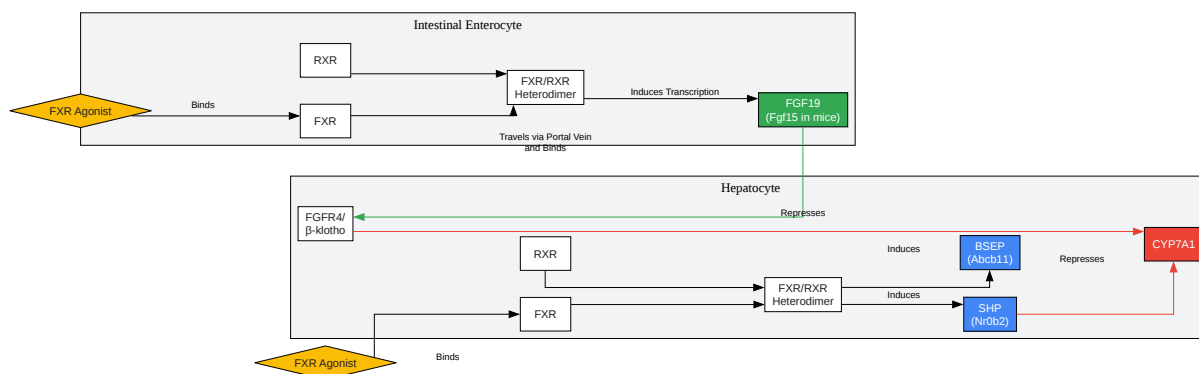 Intestinal Enterocyte
RXR
FXR/RXR
Heterodimer
FXR Agonist
Binds
FXR
Induces Transcription
FGF19
(Fgf15 in mice)
Travels via Portal Vein
and Binds
Hepatocyte
FGFR4/
β-klotho
Represses
RXR
Induces
BSEP
(Abcb11)
Represses
CYP7A1
FXR/RXR
Heterodimer
Induces
FXR
SHP
(Nr0b2)
FXR Agonist
Binds